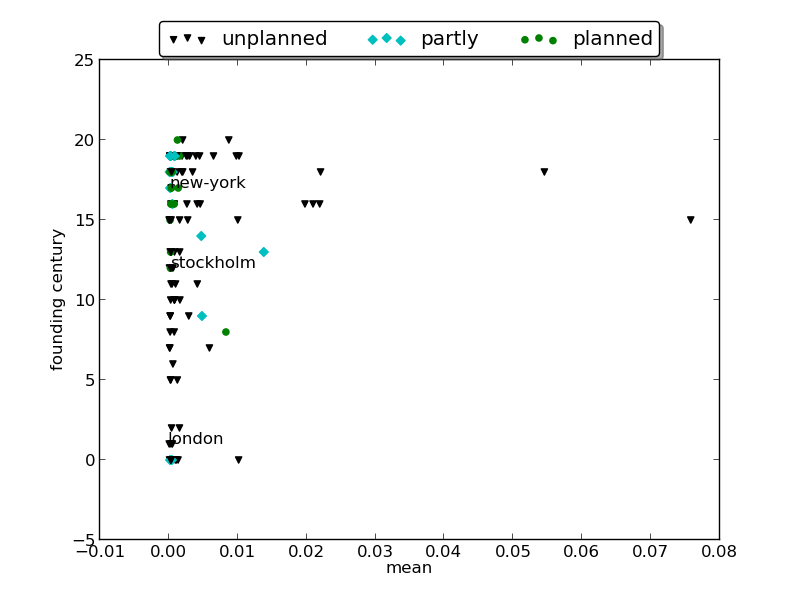 unplanned partly planned
25
20
new-york
15
stockholm
10
5
london
0
−5
−0.01 0.00 0.01 0.02 0.03 0.04 0.05 0.06 0.07 0.08
mean
founding century